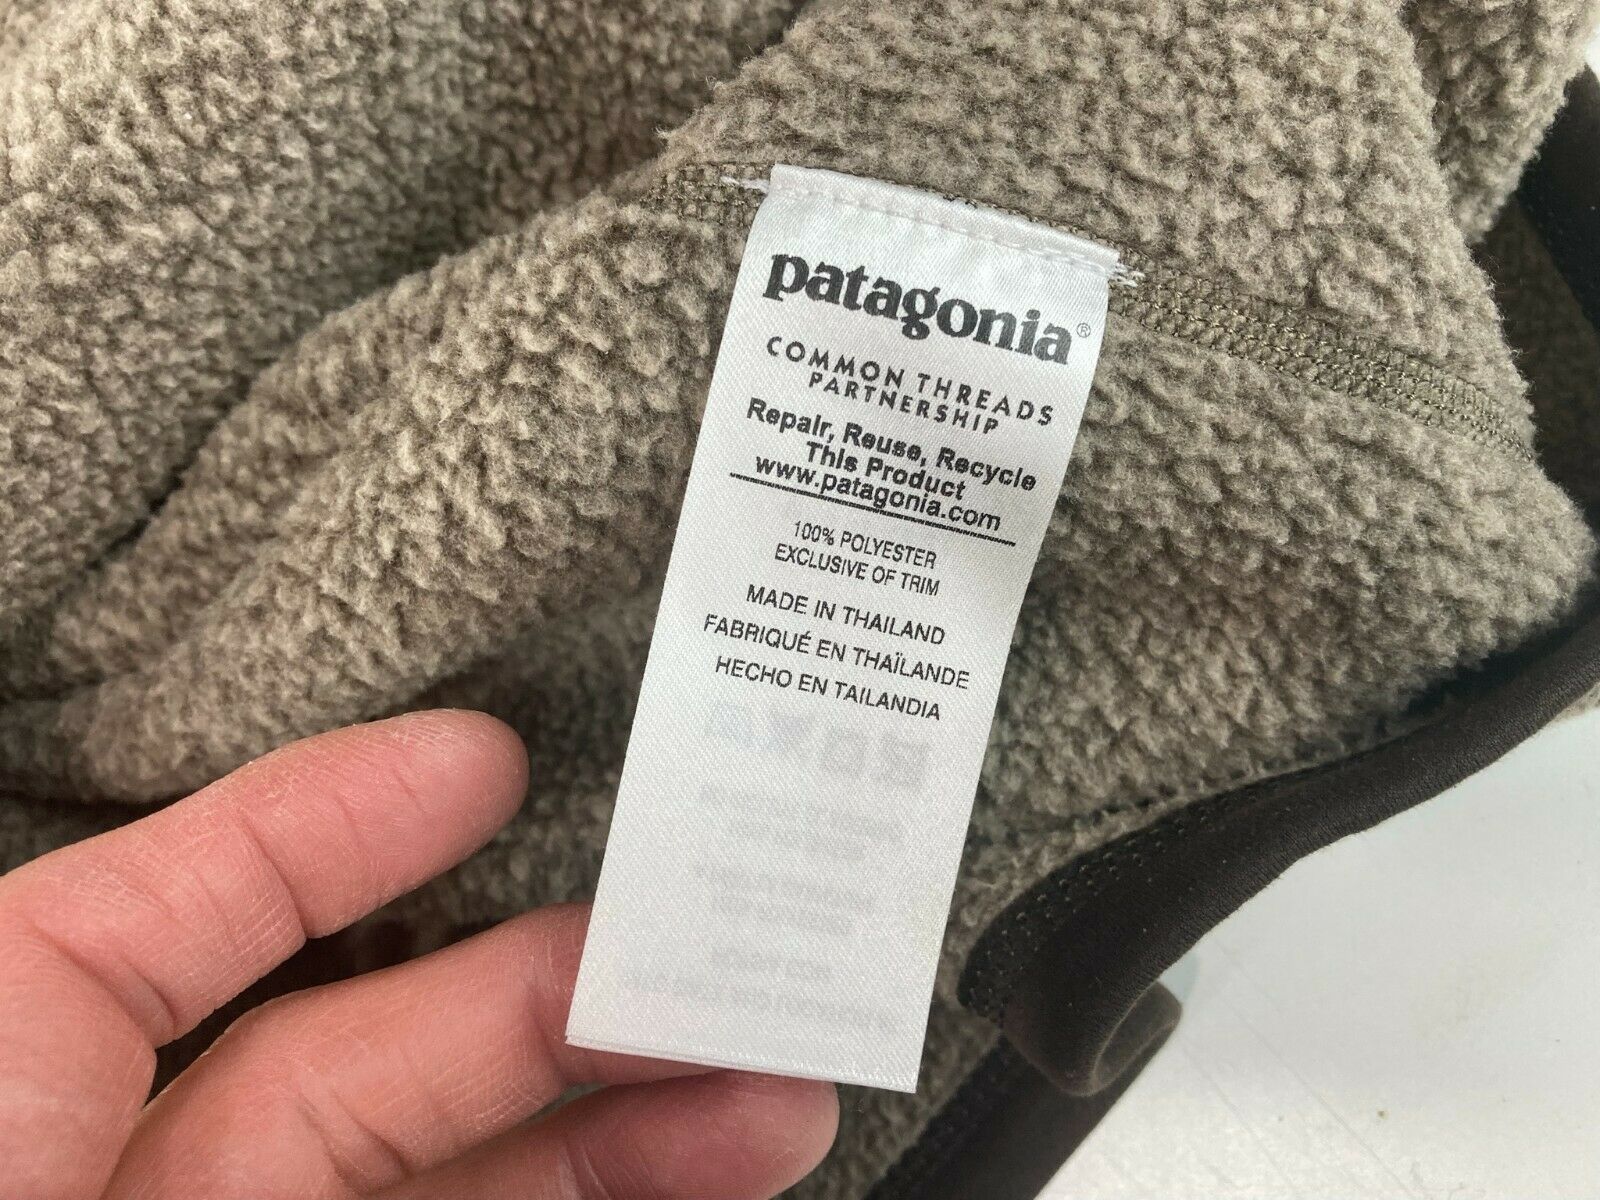 patagonia®
COMMON THREADS
PARTNERSHIP
Repair, Reuse, Recycle
This Product
www.patagonia.com
100% POLYESTER
EXCLUSIVE OF TRIM
MADE IN THAILAND
FABRIQUÉ EN THAÏLANDE
HECHO EN TAILANDIA